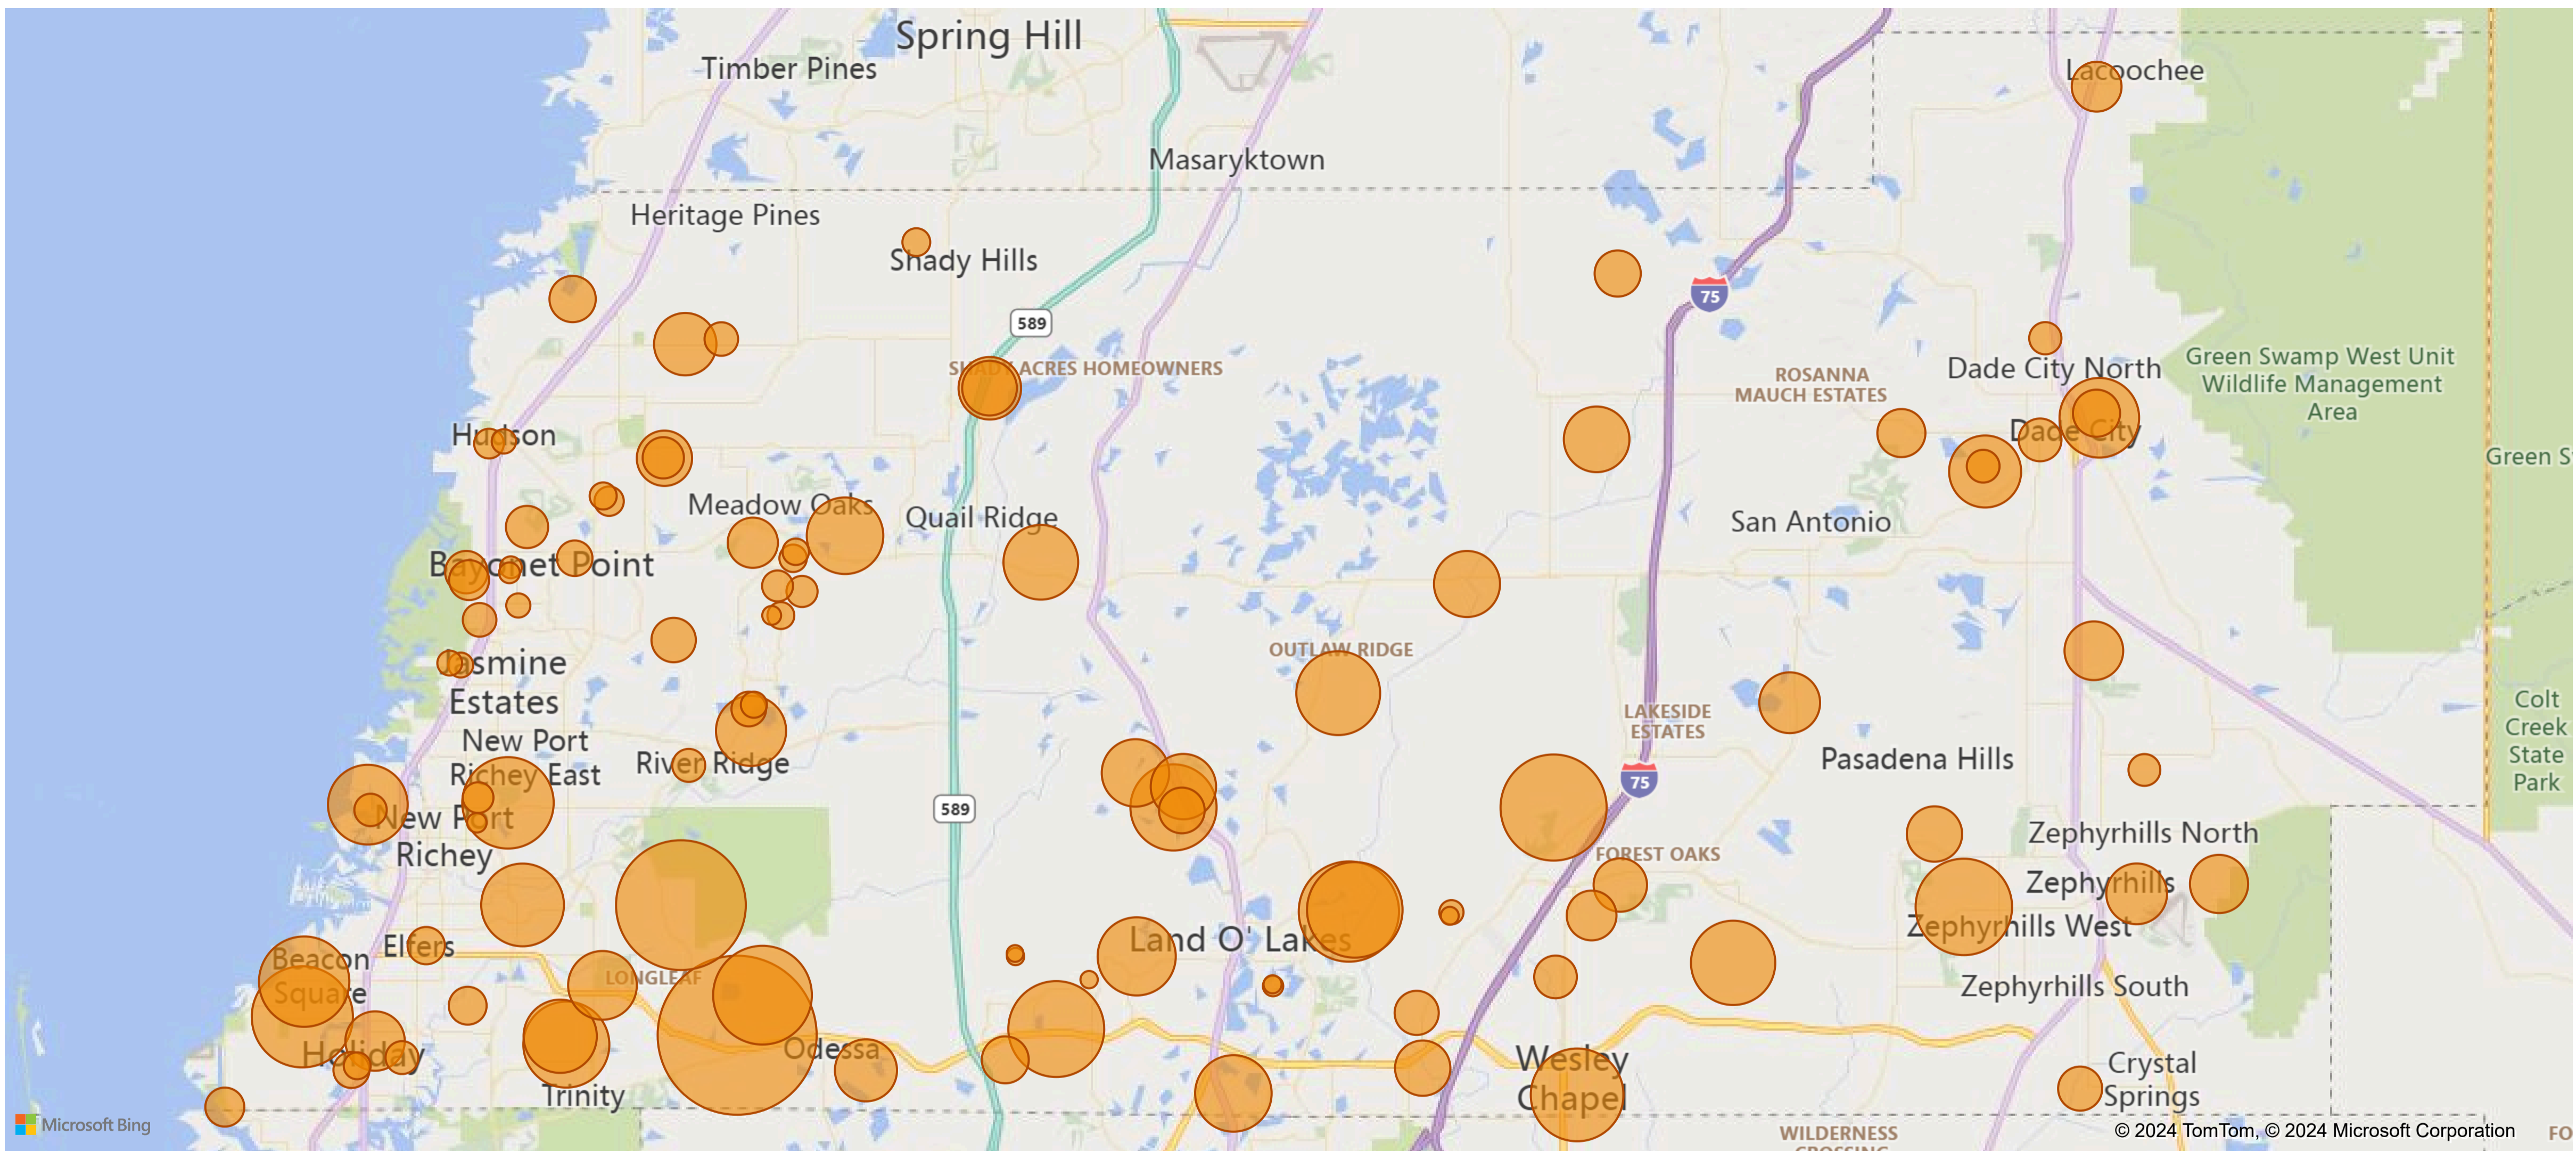 Spring Hill
Timber Pines
Lacoochee
Masaryktown
Heritage Pines
Shady Hills
75
589
SHADY ACRES HOMEOWNERS
Dade City North
Green Swamp West Unit
Wildlife Management
Area
ROSANNA
MAUCH ESTATES
Hudson
Dade City
Green S
Meadow Oaks
Quail Ridge
San Antonio
Bayonet Point
OUTLAW RIDGE
Jasmine
Estates
LAKESIDE
ESTATES
Colt
Creek
State
Park
New Port
Richey East
River Ridge
Pasadena Hills
75
589
New Port
Richey
Zephyrhills North
FOREST OAKS
Zephyrhills
Zephyrhills West
Land O' Lakes
Elfers
Beacon
Square
LONGLEAF
Zephyrhills South
Holiday
Odessa
Wesley
Chapel
Crystal
Springs
Trinity
Microsoft Bing
WILDERNESS
CROSSING
© 2024 TomTom, © 2024 Microsoft Corporation
FO